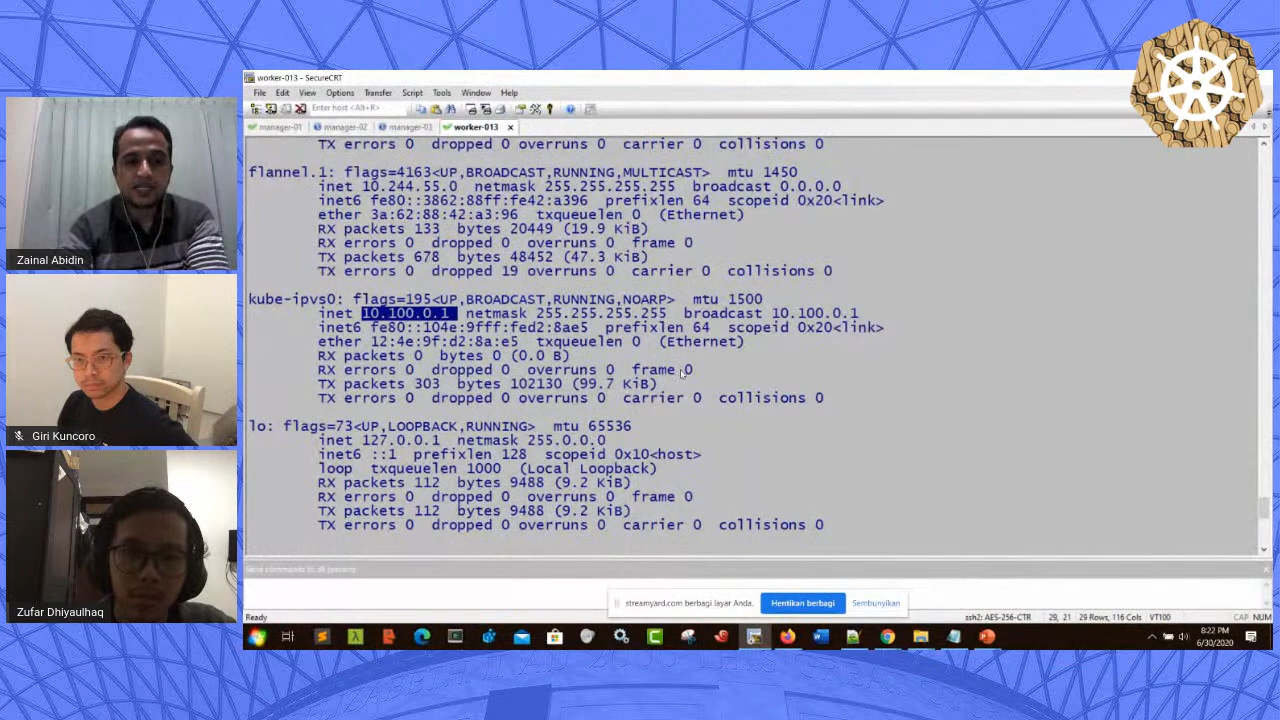 worker-013 - SecureCRT
File Edit View Options Transfer Script Tools Window Help
Enter host <Alt+R>
manager-01 manager-02 manager-03 worker-013
TX errors 0 dropped 0 overruns 0 carrier 0 collisions 0
flannel.1: flags=4163<UP,BROADCAST,RUNNING,MULTICAST> mtu 1450
inet 10.244.55.0 netmask 255.255.255.255 broadcast 0.0.0.0
inet6 fe80::3862:88ff:fe42:a396 prefixlen 64 scopeid 0x20<link>
ether 3a:62:88:42:a3:96 txqueuelen 0 (Ethernet)
RX packets 133 bytes 20449 (19.9 KiB)
RX errors 0 dropped 0 overruns 0 frame 0
TX packets 678 bytes 48452 (47.3 KiB)
TX errors 0 dropped 19 overruns 0 carrier 0 collisions 0
kube-ipvs0: flags=195<UP,BROADCAST,RUNNING,NOARP> mtu 1500
inet 10.100.0.1 netmask 255.255.255.255 broadcast 10.100.0.1
inet6 fe80::104e:9fff:fed2:8ae5 prefixlen 64 scopeid 0x20<link>
ether 12:4e:9f:d2:8a:e5 txqueuelen 0 (Ethernet)
RX packets 0 bytes 0 (0.0 B)
RX errors 0 dropped 0 overruns 0 frame 0
TX packets 303 bytes 102130 (99.7 KiB)
TX errors 0 dropped 0 overruns 0 carrier 0 collisions 0
lo: flags=73<UP,LOOPBACK,RUNNING> mtu 65536
inet 127.0.0.1 netmask 255.0.0.0
inet6 ::1 prefixlen 128 scopeid 0x10<host>
loop txqueuelen 1000 (Local Loopback)
RX packets 112 bytes 9488 (9.2 KiB)
RX errors 0 dropped 0 overruns 0 frame 0
TX packets 112 bytes 9488 (9.2 KiB)
TX errors 0 dropped 0 overruns 0 carrier 0 collisions 0
streamyard.com berbagi layar Anda. Hentikan berbagi Sembunyikan
Ready ssh2: AES-256-CTR 29, 21 29 Rows, 116 Cols VT100 CAP NUM
8:22 PM
6/30/2020
Zainal Abidin
Giri Kuncoro
Zufar Dhiyaulhaq